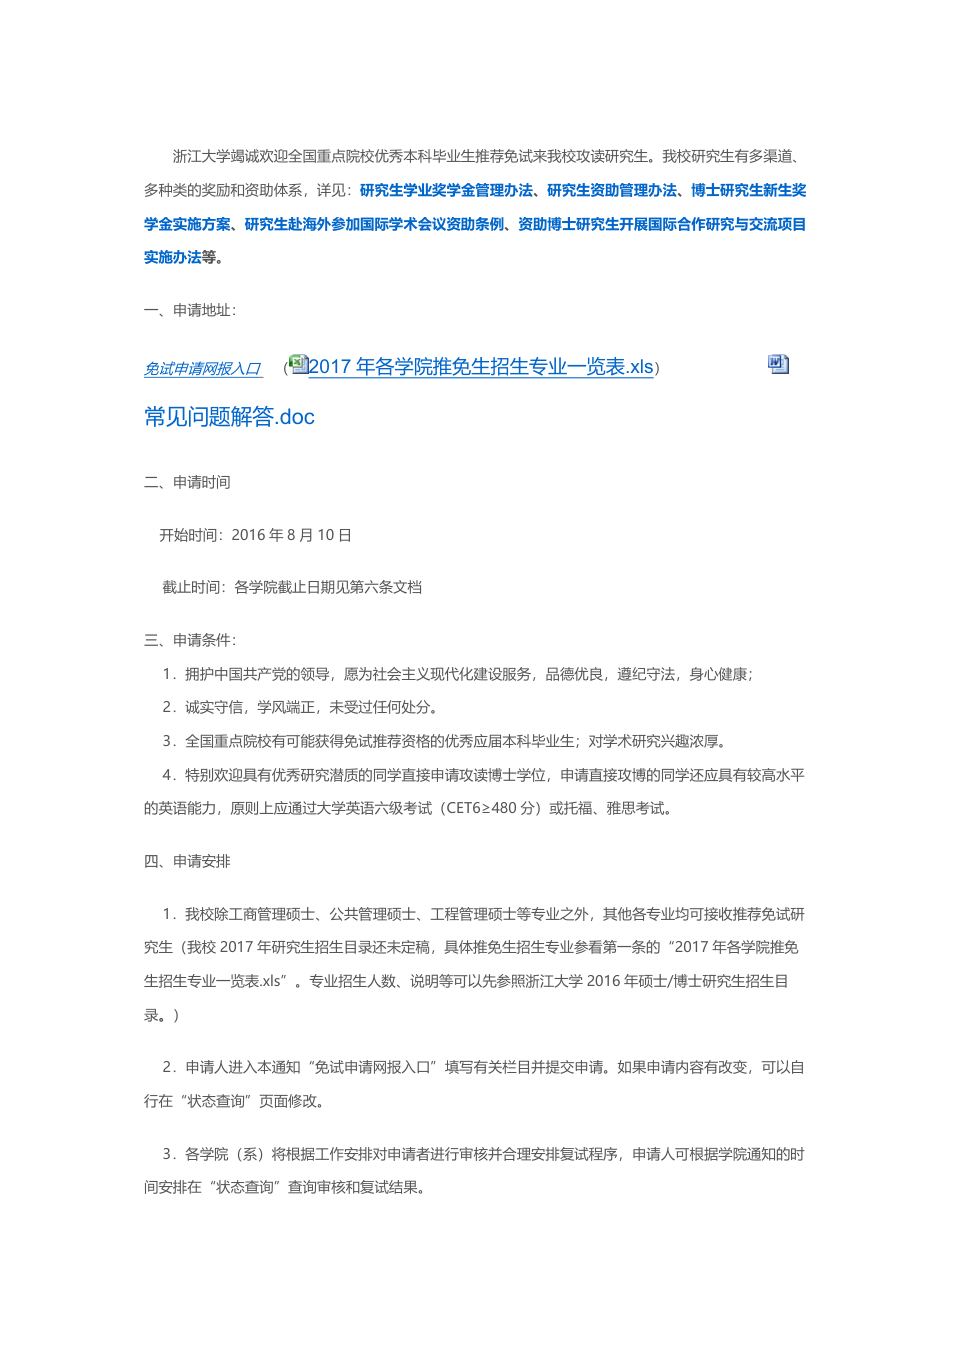 浙江大学竭诚欢迎全国重点院校优秀本科毕业生推荐免试来我校攻读研究生。我校研究生有多渠道、
多种类的奖励和资助体系，详见：研究生学业奖学金管理办法、研究生资助管理办法、博士研究生新生奖
学金实施方案、研究生赴海外参加国际学术会议资助条例、资助博士研究生开展国际合作研究与交流项目
实施办法等。
一、申请地址：
免试申请网报入口 （2017 年各学院推免生招生专业一览表.xls）
常见问题解答.doc
二、申请时间
开始时间：2016 年 8 月 10 日
截止时间：各学院截止日期见第六条文档
三、申请条件：
1．拥护中国共产党的领导，愿为社会主义现代化建设服务，品德优良，遵纪守法，身心健康；
2．诚实守信，学风端正，未受过任何处分。
3．全国重点院校有可能获得免试推荐资格的优秀应届本科毕业生；对学术研究兴趣浓厚。
4．特别欢迎具有优秀研究潜质的同学直接申请攻读博士学位，申请直接攻博的同学还应具有较高水平
的英语能力，原则上应通过大学英语六级考试（CET6≥480 分）或托福、雅思考试。
四、申请安排
1．我校除工商管理硕士、公共管理硕士、工程管理硕士等专业之外，其他各专业均可接收推荐免试研
究生（我校 2017 年研究生招生目录还未定稿，具体推免生招生专业参看第一条的“2017 年各学院推免
生招生专业一览表.xls”。专业招生人数、说明等可以先参照浙江大学 2016 年硕士/博士研究生招生目
录。）
2．申请人进入本通知“免试申请网报入口”填写有关栏目并提交申请。如果申请内容有改变，可以自
行在“状态查询”页面修改。
3．各学院（系）将根据工作安排对申请者进行审核并合理安排复试程序，申请人可根据学院通知的时
间安排在“状态查询”查询审核和复试结果。